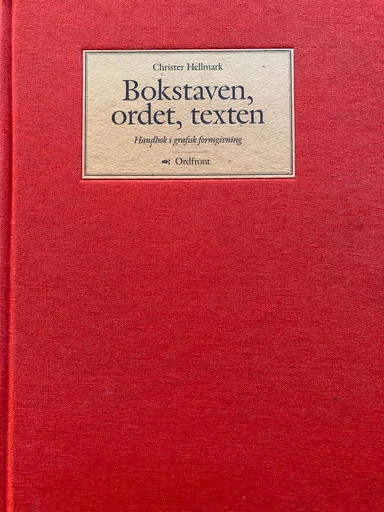 Christer Hellmark
Bokstaven,
ordet, texten
Handbok i grafisk formgivning
Ordfront